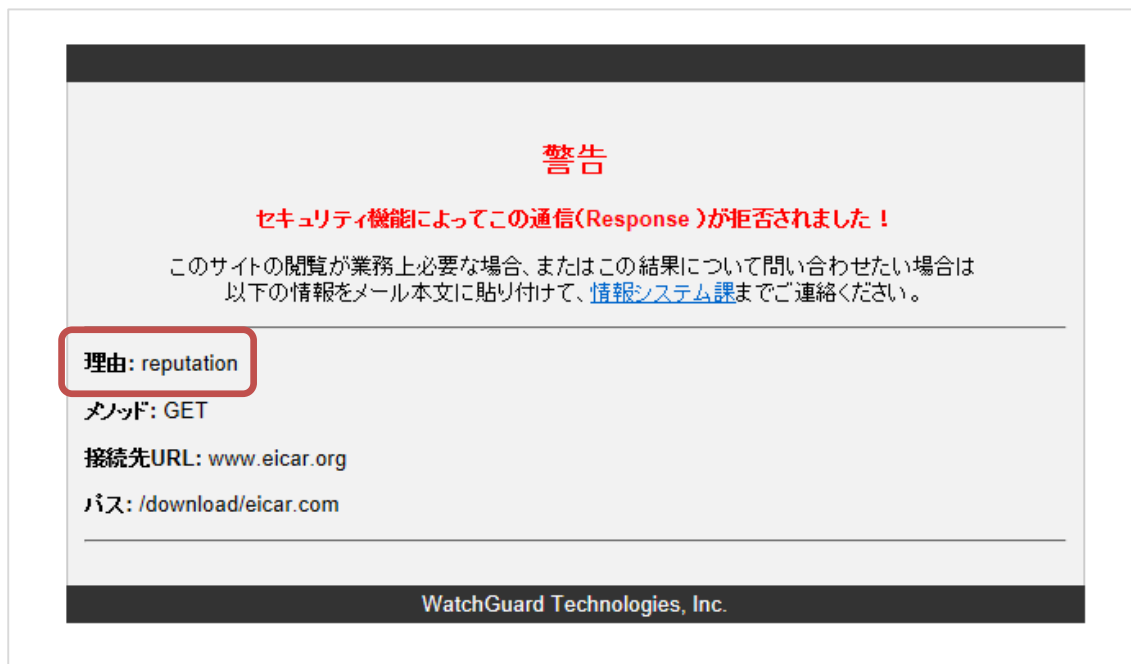 警告
セキュリティ機能によってこの通信(Response )が拒否されました！
このサイトの閲覧が業務上必要な場合、またはこの結果について問い合わせたい場合は
以下の情報をメール本文に貼り付けて、情報システム課までご連絡ください。
理由: reputation
メソッド: GET
接続先URL: www.eicar.org
パス: /download/eicar.com
WatchGuard Technologies, Inc.